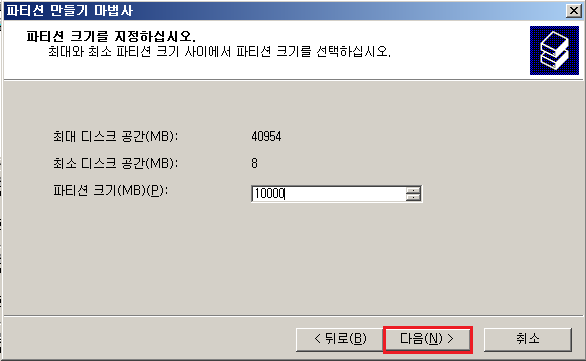 파티션 만들기 마법사
파티션 크기를 지정하십시오.
최대와 최소 파티션 크기 사이에서 파티션 크기를 선택하십시오.
최대 디스크 공간(MB): 40954
최소 디스크 공간(MB): 8
파티션 크기(MB)(P): 10000
< 뒤로(B) 다음(N) > 취소